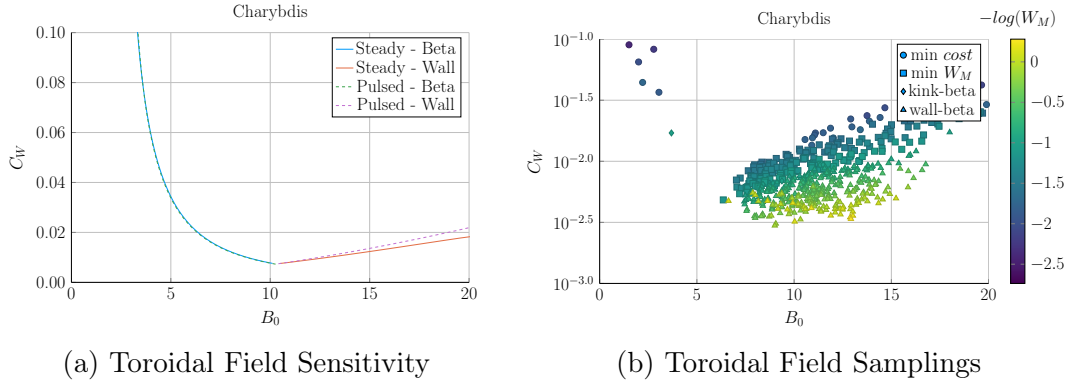 Charybdis
C_W
0.10
0.08
0.06
0.04
0.02
0.00
0
5
10
15
20
B_0
Steady - Beta
Steady - Wall
Pulsed - Beta
Pulsed - Wall
(a) Toroidal Field Sensitivity
Charybdis
C_W
10^{-1.0}
10^{-1.5}
10^{-2.0}
10^{-2.5}
10^{-3.0}
0
5
10
15
20
B_0
min cost
min W_M
kink-beta
wall-beta
-log(W_M)
0
-0.5
-1.0
-1.5
-2.0
-2.5
(b) Toroidal Field Samplings